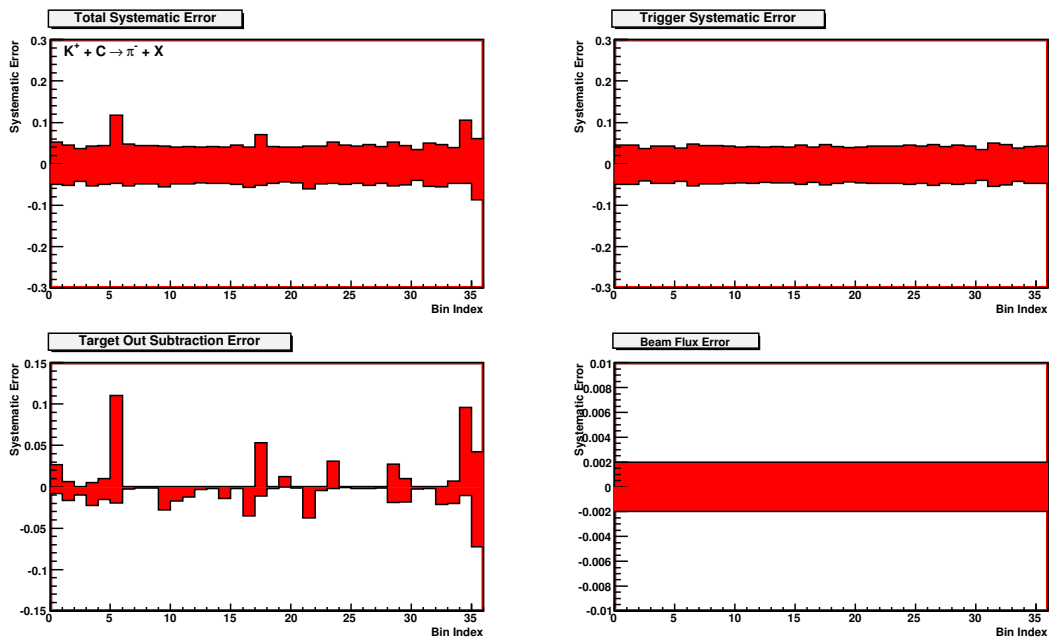 Total Systematic Error
Systematic Error
K⁺ + C → π⁻ + X
0.3
0.2
0.1
0
-0.1
-0.2
-0.3
0 5 10 15 20 25 30 35
Bin Index
Trigger Systematic Error
Systematic Error
0.3
0.2
0.1
0
-0.1
-0.2
-0.3
0 5 10 15 20 25 30 35
Bin Index
Target Out Subtraction Error
Systematic Error
0.15
0.1
0.05
0
-0.05
-0.1
-0.15
0 5 10 15 20 25 30 35
Bin Index
Beam Flux Error
Systematic Error
0.01
0.008
0.006
0.004
0.002
0
-0.002
-0.004
-0.006
-0.008
-0.01
0 5 10 15 20 25 30 35
Bin Index